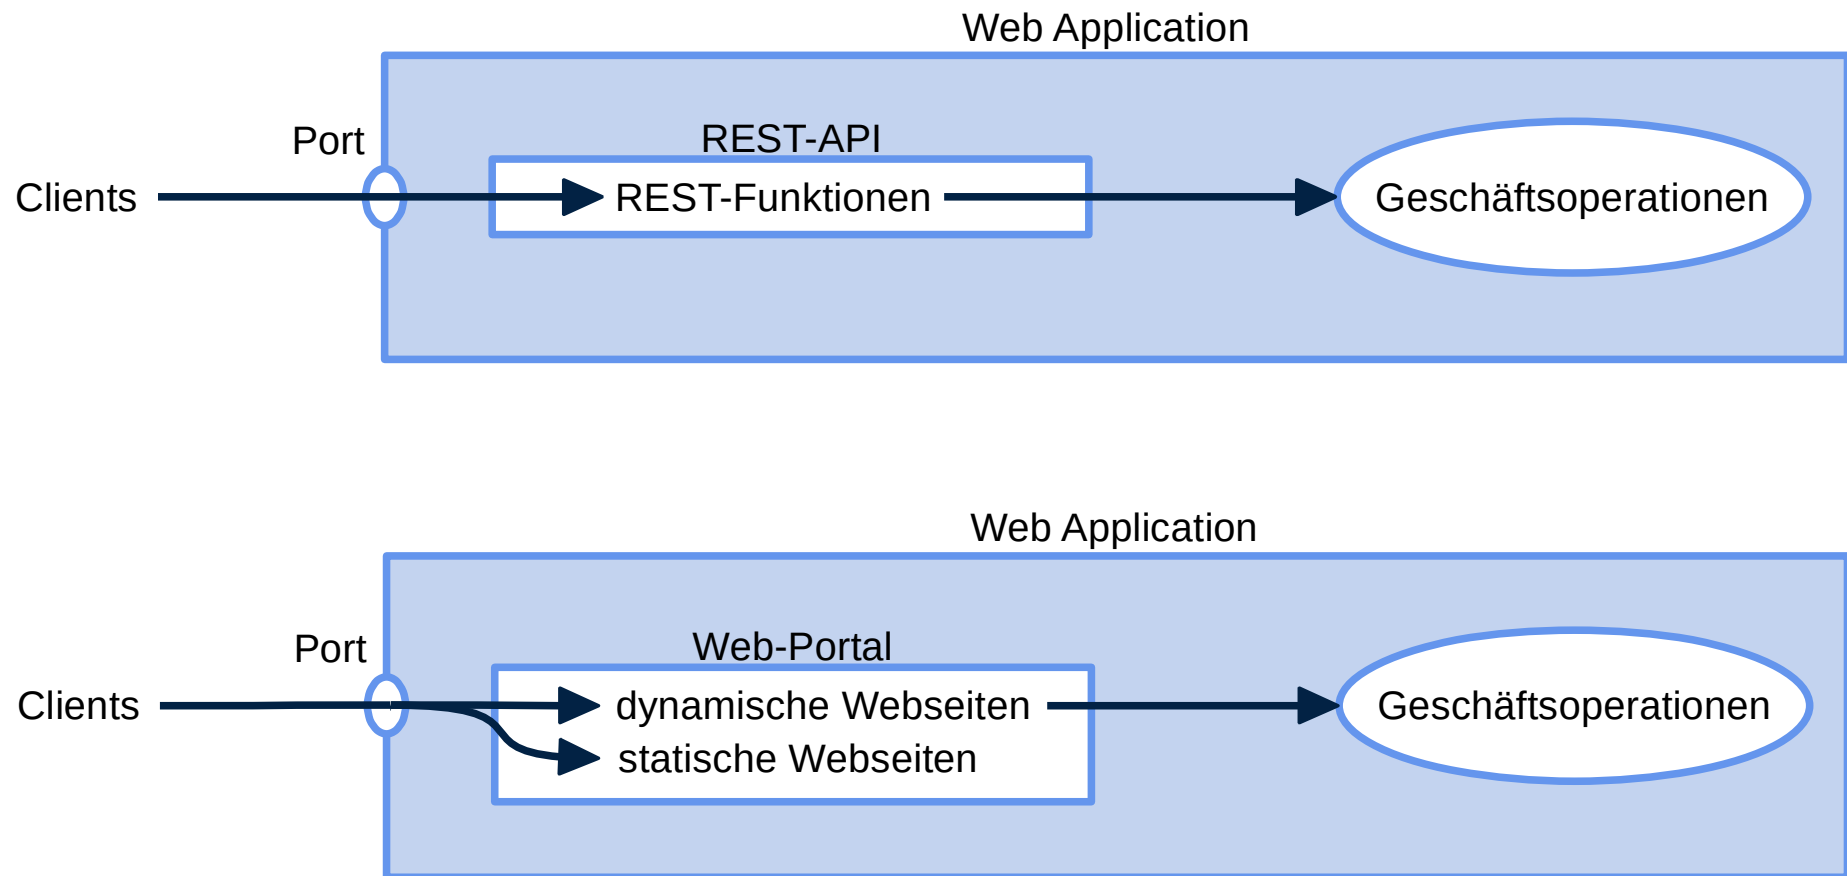 Web Application
Port
REST-API
Clients
REST-Funktionen
Geschäftsoperationen
Web Application
Port
Web-Portal
Clients
dynamische Webseiten
Geschäftsoperationen
statische Webseiten